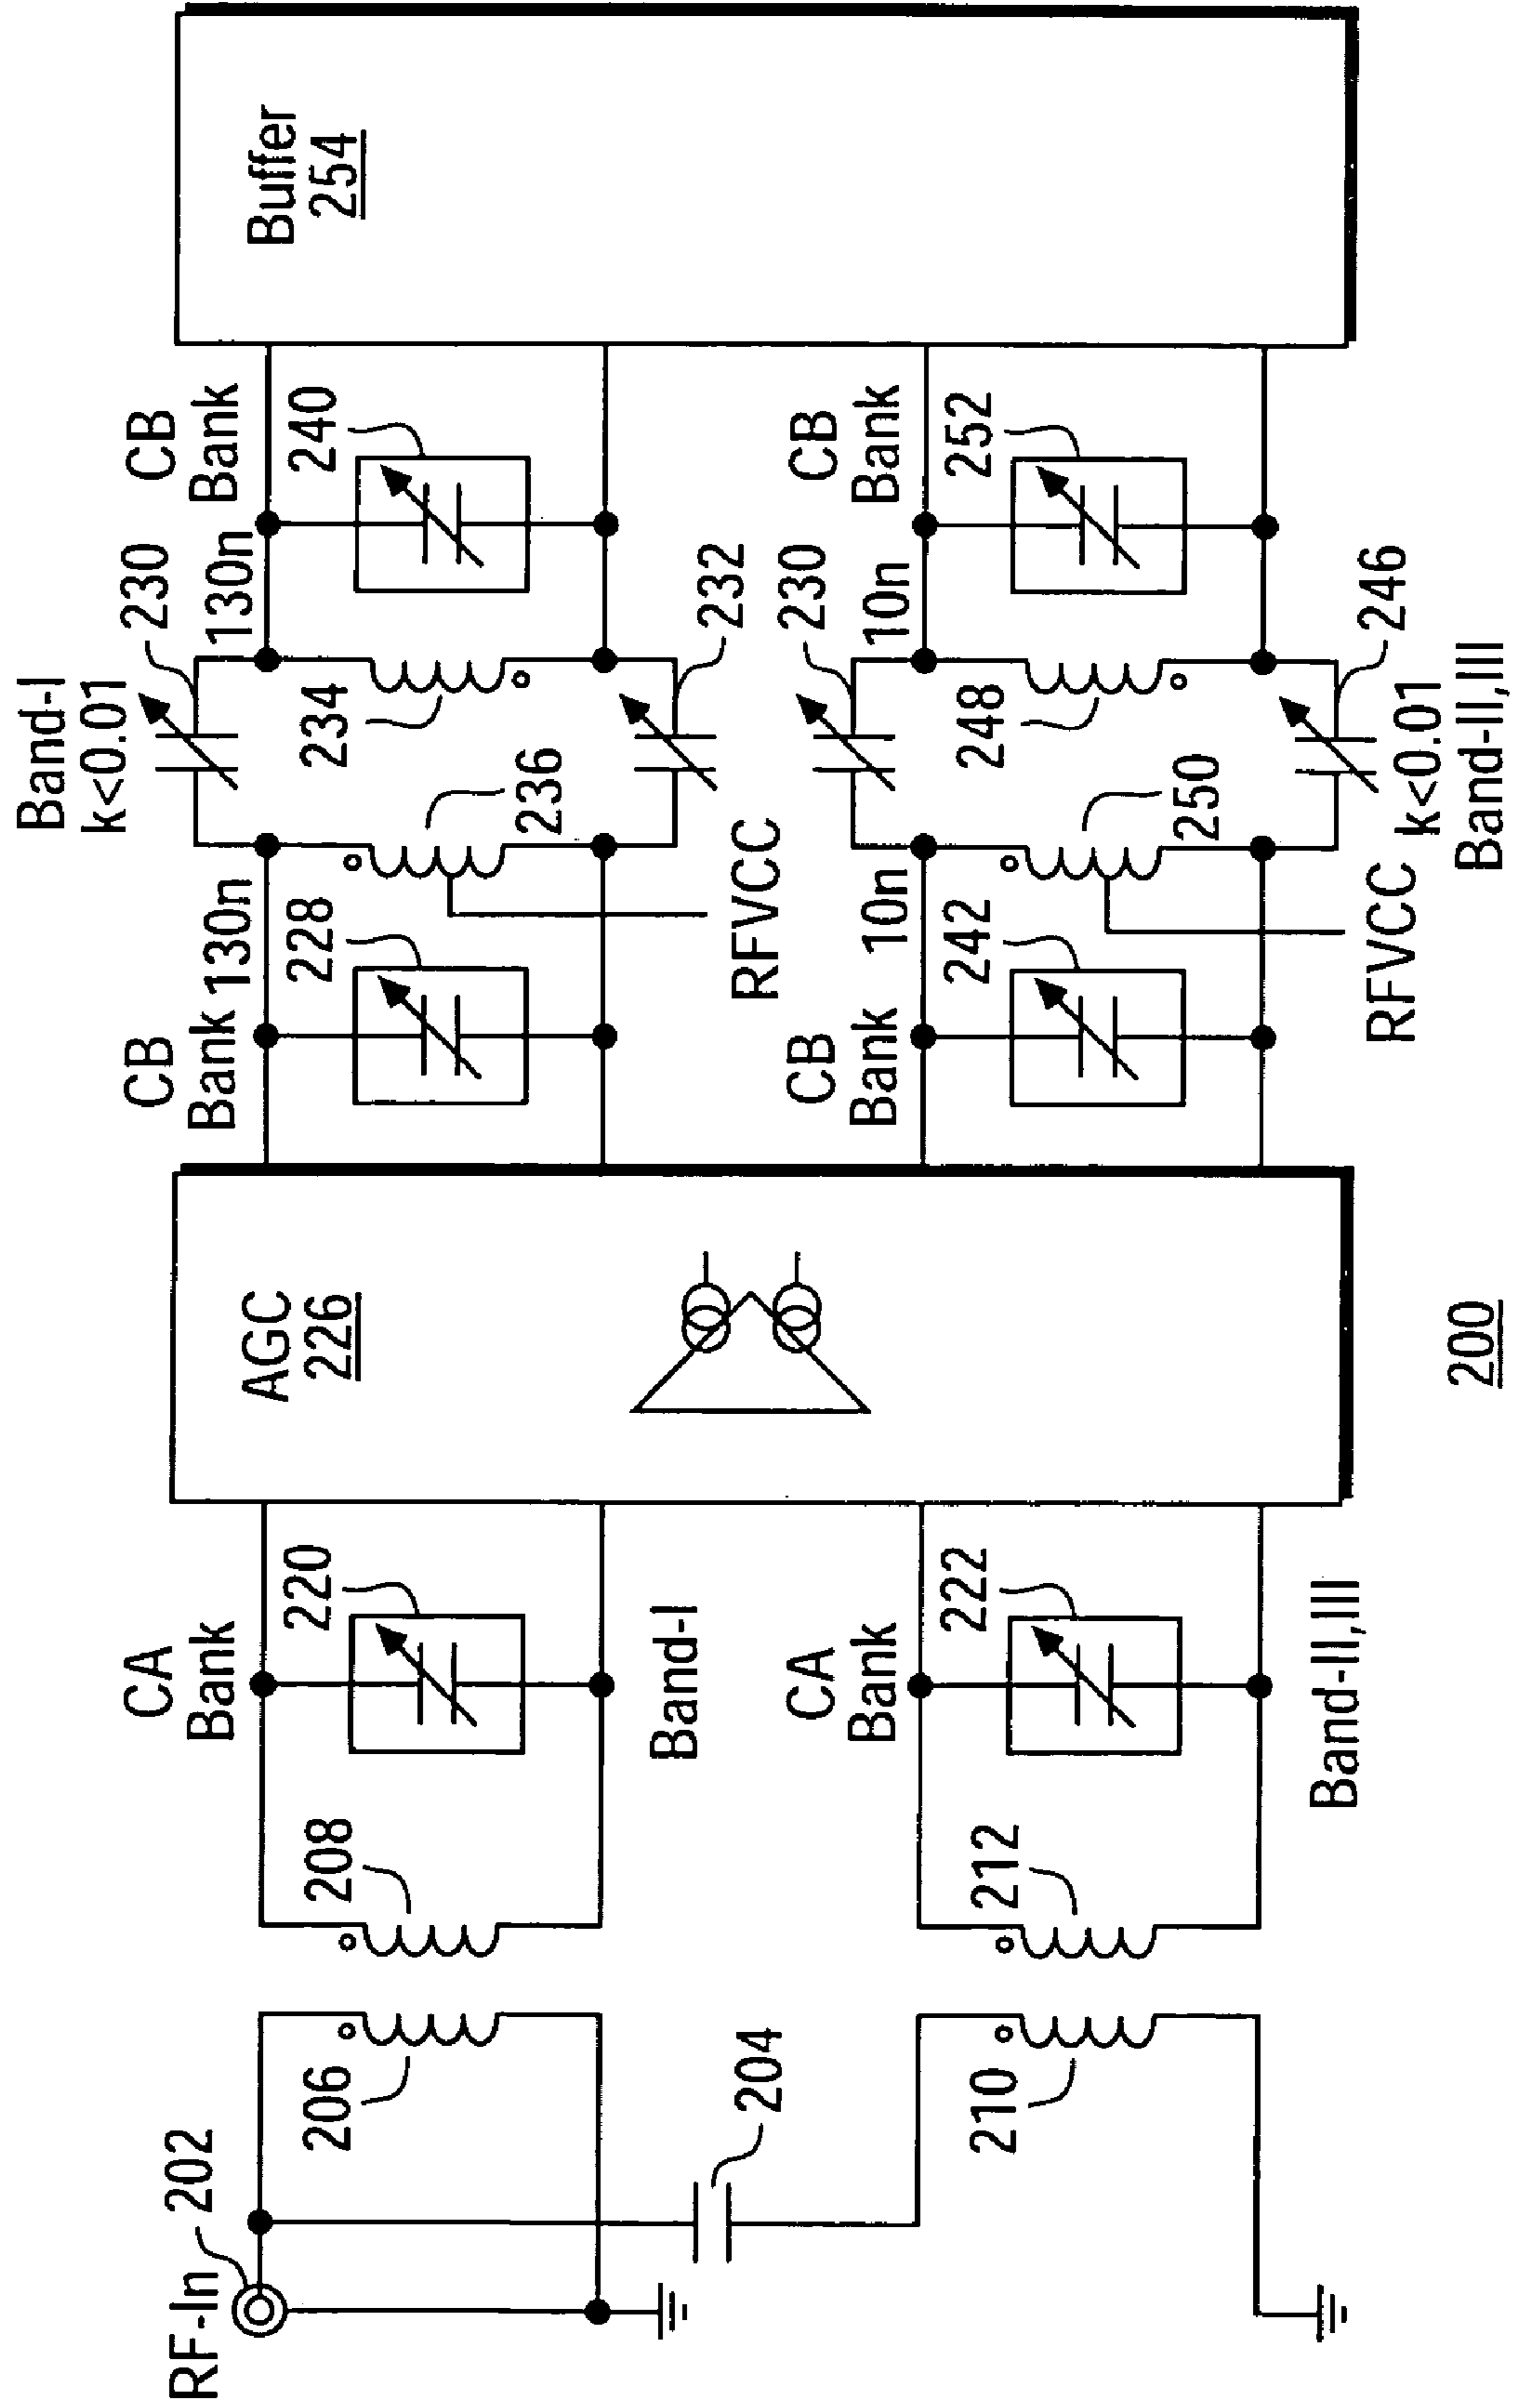 Band-I
k<0.01
230
CB
Bank
130n
228
236
234
130n
CB
Bank
240
232
RFVCC
CA
Bank
220
AGC
226
Buffer
254
RF-In
202
206
208
Band-I
204
CA
Bank
222
210
212
Band-II,III
CB
Bank
10n
242
250
248
230
10n
CB
Bank
252
246
RFVCC
k<0.01
Band-II,III
200